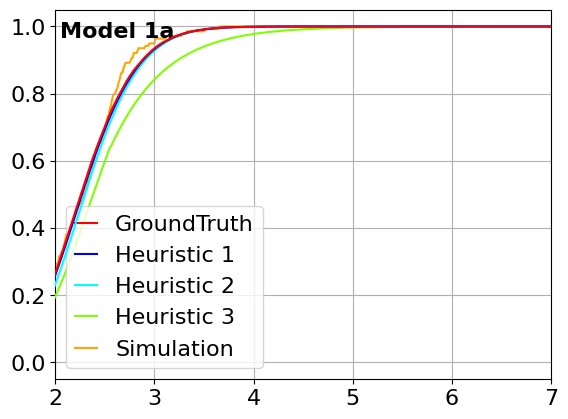 Model 1a
1.0
0.8
0.6
0.4
0.2
0.0
GroundTruth
Heuristic 1
Heuristic 2
Heuristic 3
Simulation
2 3 4 5 6 7